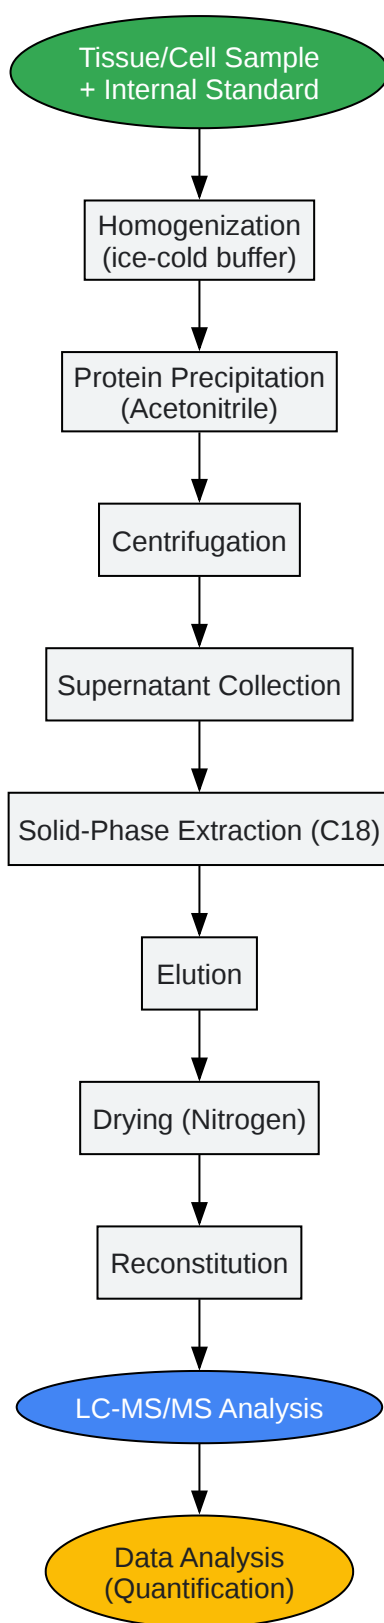 Tissue/Cell Sample
+ Internal Standard
Homogenization
(ice-cold buffer)
Protein Precipitation
(Acetonitrile)
Centrifugation
Supernatant Collection
Solid-Phase Extraction (C18)
Elution
Drying (Nitrogen)
Reconstitution
LC-MS/MS Analysis
Data Analysis
(Quantification)